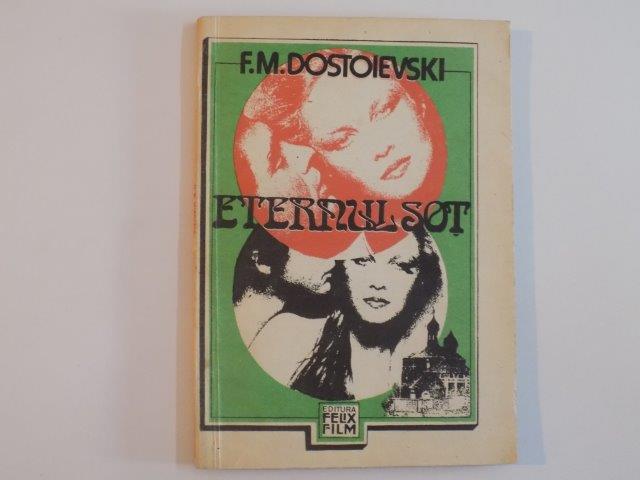 F.M.DOSTOIEVSKI
ETERNUL SOȚ
EDITURA
FELIX
FILM